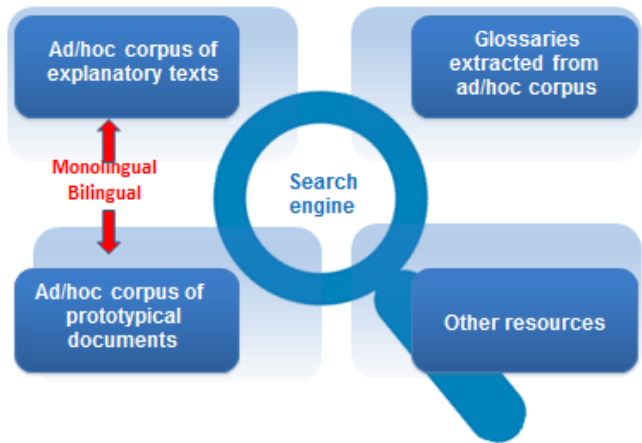 Ad/hoc corpus of
explanatory texts
Glossaries
extracted from
ad/hoc corpus
Monolingual
Bilingual
Search
engine
Ad/hoc corpus of
prototypical
documents
Other resources